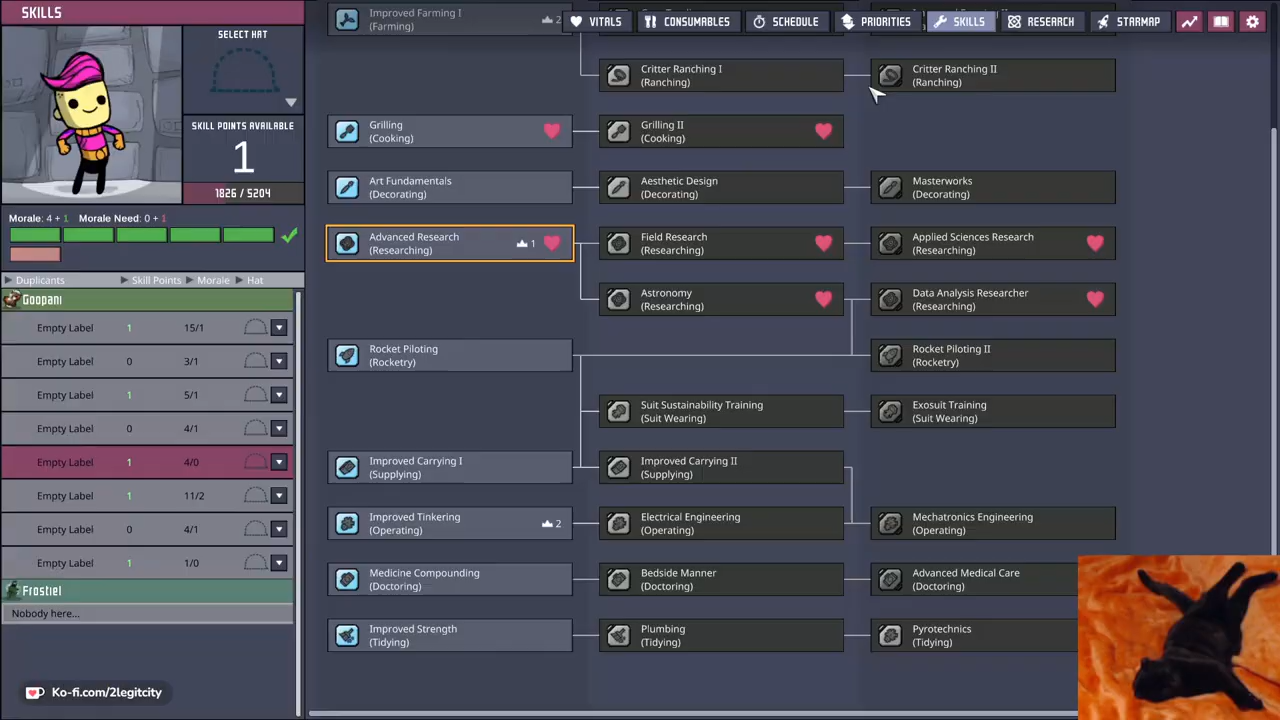 SKILLS
VITALS
CONSUMABLES
SCHEDULE
PRIORITIES
SKILLS
RESEARCH
STARMAP
SELECT HAT
SKILL POINTS AVAILABLE
1
1826 / 5204
Morale: 4 + 1 Morale Need: 0 + 1
Duplicants Skill Points Morale Hat
Goopani
Empty Label 1 15/1
Empty Label 0 3/1
Empty Label 1 5/1
Empty Label 0 4/1
Empty Label 1 4/0
Empty Label 1 11/2
Empty Label 0 4/1
Empty Label 1 1/0
Frostiel
Nobody here...
Ko-fi.com/2legitcity
Improved Farming I
(Farming)
2
Critter Ranching I
(Ranching)
Critter Ranching II
(Ranching)
Grilling
(Cooking)
Grilling II
(Cooking)
Art Fundamentals
(Decorating)
Aesthetic Design
(Decorating)
Masterworks
(Decorating)
Advanced Research
(Researching)
1
Field Research
(Researching)
Applied Sciences Research
(Researching)
Astronomy
(Researching)
Data Analysis Researcher
(Researching)
Rocket Piloting
(Rocketry)
Rocket Piloting II
(Rocketry)
Suit Sustainability Training
(Suit Wearing)
Exosuit Training
(Suit Wearing)
Improved Carrying I
(Supplying)
Improved Carrying II
(Supplying)
Improved Tinkering
(Operating)
2
Electrical Engineering
(Operating)
Mechatronics Engineering
(Operating)
Medicine Compounding
(Doctoring)
Bedside Manner
(Doctoring)
Advanced Medical Care
(Doctoring)
Improved Strength
(Tidying)
Plumbing
(Tidying)
Pyrotechnics
(Tidying)